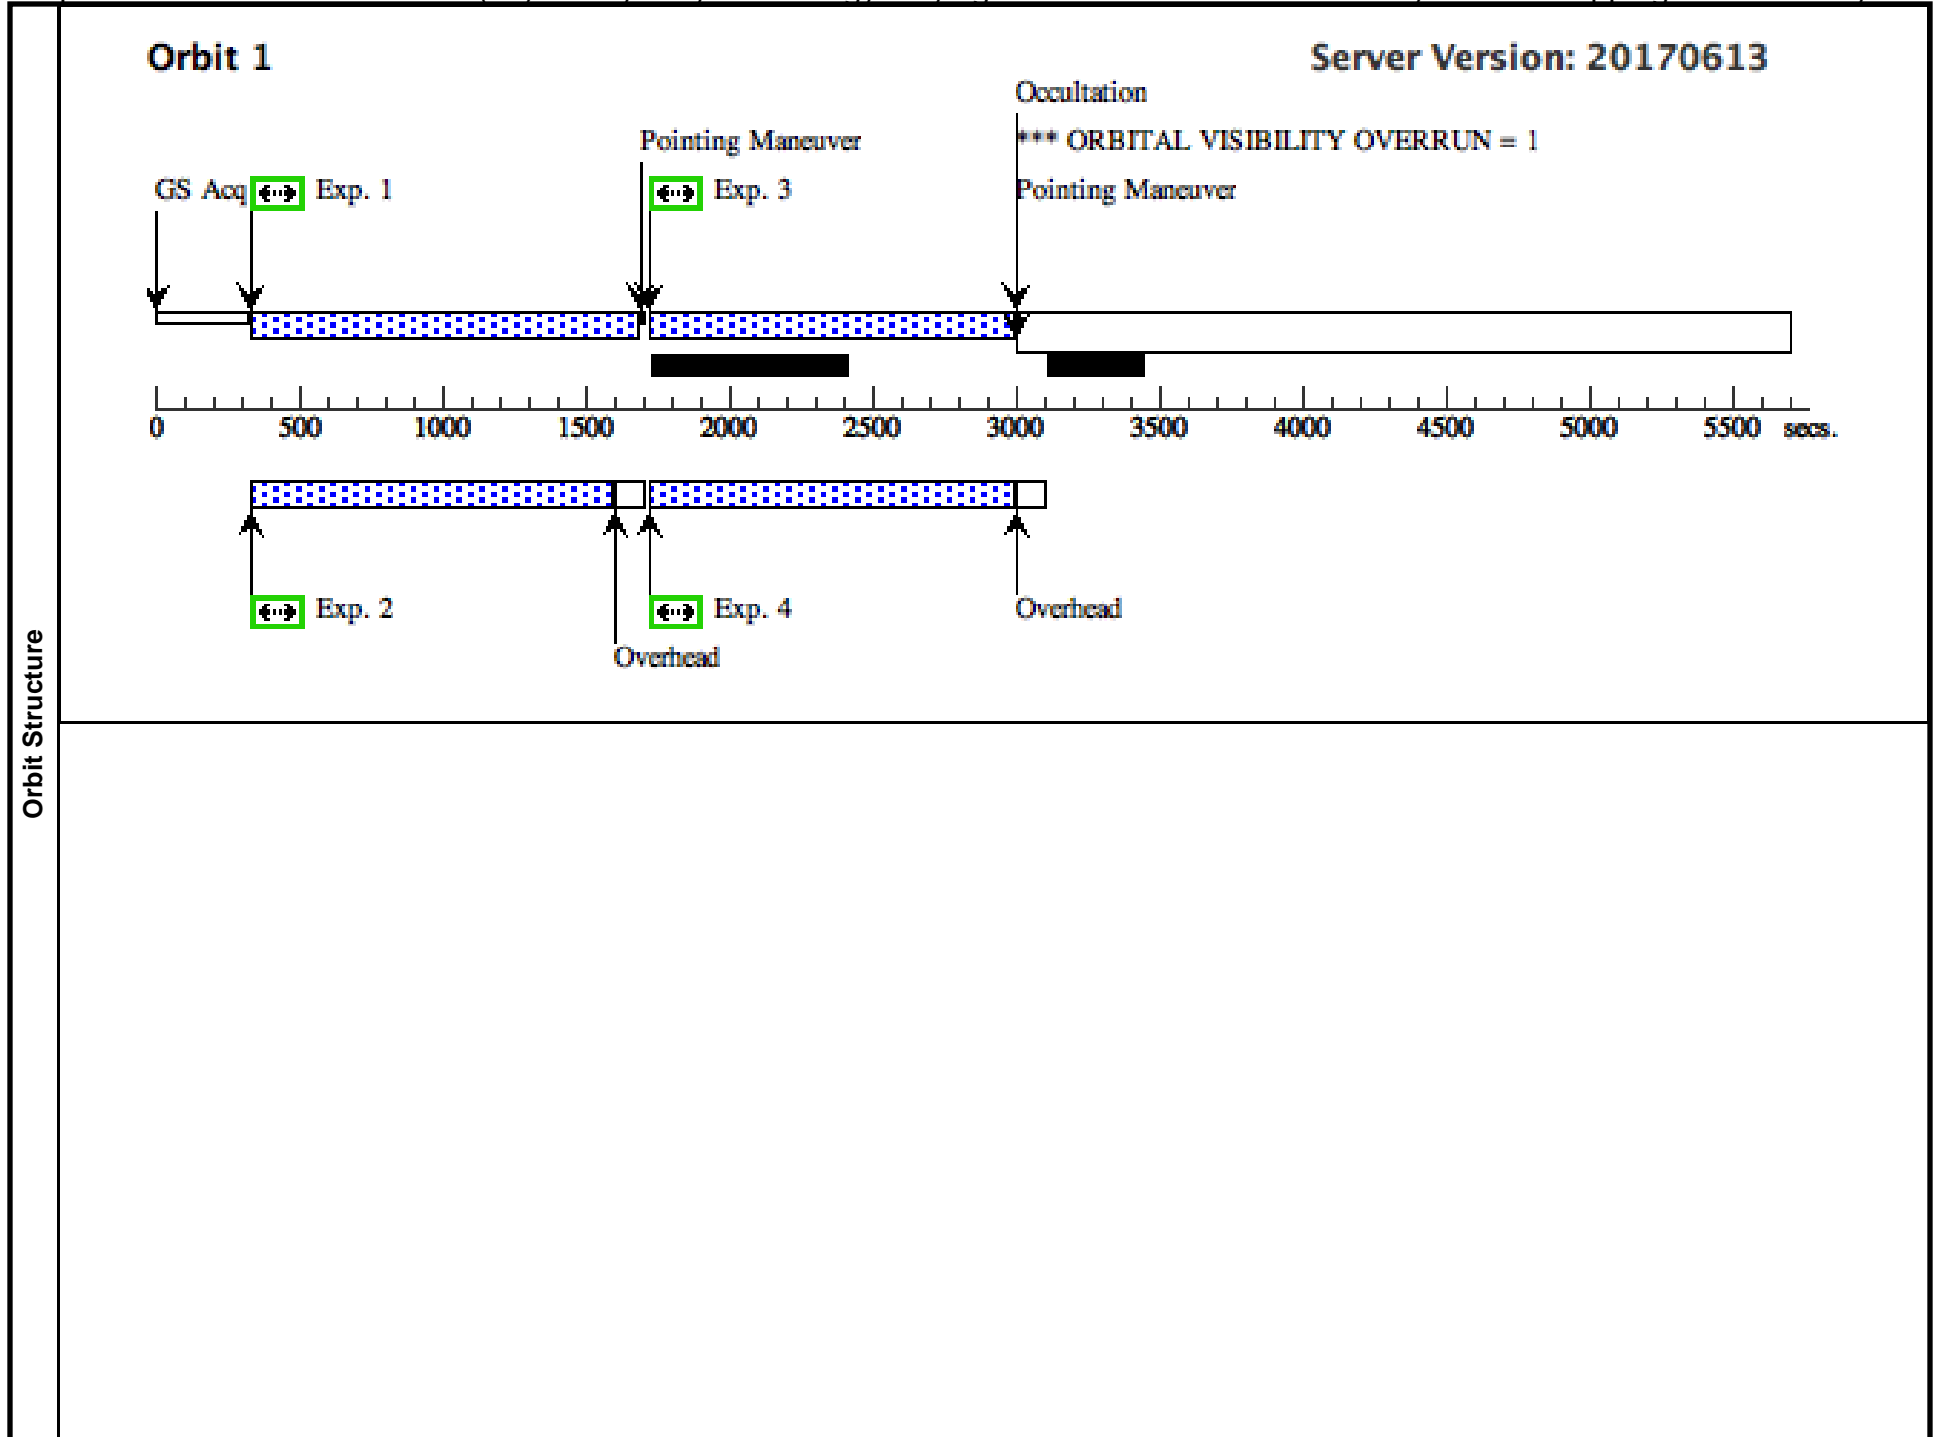 Orbit 1
Server Version: 20170613
Occultation
Pointing Maneuver
*** ORBITAL VISIBILITY OVERRUN = 1
GS Acq
Exp. 1
Exp. 3
Pointing Maneuver
0 500 1000 1500 2000 2500 3000 3500 4000 4500 5000 5500 secs.
Exp. 2
Exp. 4
Overhead
Overhead
Orbit Structure